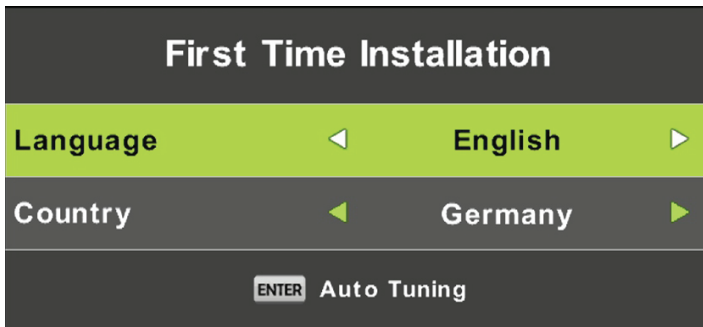 First Time Installation
Language English
Country Germany
ENTER Auto Tuning